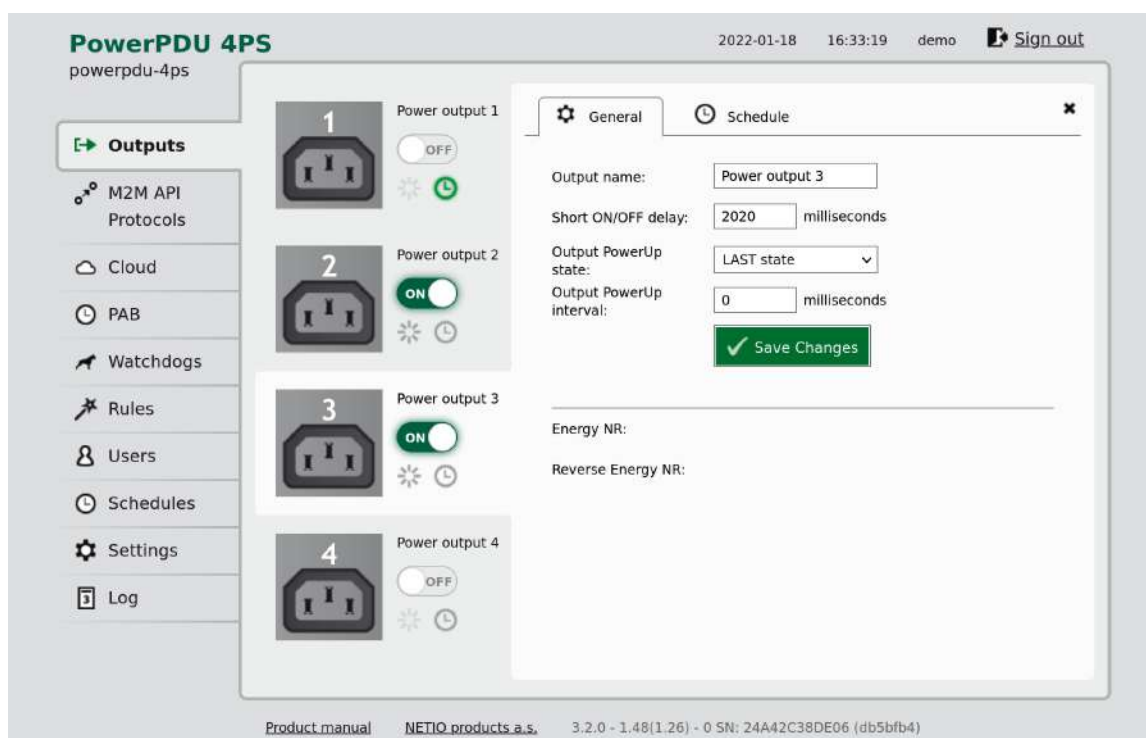 PowerPDU 4PS
powerpdu-4ps
2022-01-18 16:33:19 demo Sign out
Outputs
M2M API
Protocols
Cloud
PAB
Watchdogs
Rules
Users
Schedules
Settings
3 Log
1 Power output 1
OFF
2 Power output 2
ON
3 Power output 3
ON
4 Power output 4
OFF
General Schedule
Output name: Power output 3
Short ON/OFF delay: 2020 milliseconds
Output PowerUp
state: LAST state
Output PowerUp
interval: 0 milliseconds
Save Changes
Energy NR:
Reverse Energy NR:
Product manual NETIO products a.s. 3.2.0 - 1.48(1.26) - 0 SN: 24A42C38DE06 (db5bfb4)